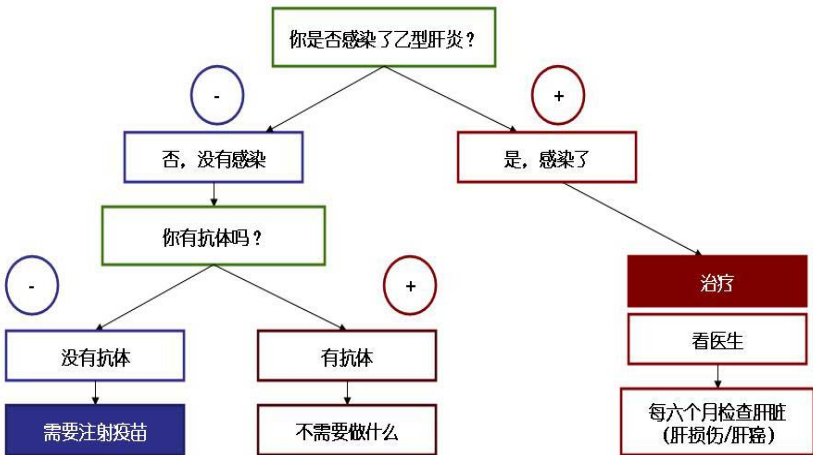 你是否感染了乙型肝炎？
-
+
否，没有感染
是，感染了
你有抗体吗？
-
+
治疗
没有抗体
有抗体
看医生
需要注射疫苗
不需要做什么
每六个月检查肝脏
(肝损伤/肝癌)